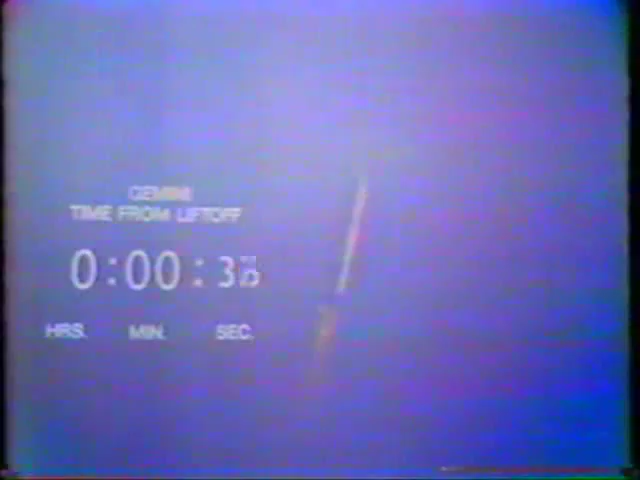 GEMINI
TIME FROM LIFTOFF
0:00:3
HRS. MIN. SEC.